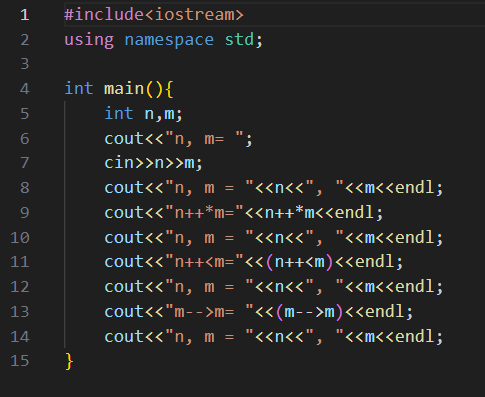 1 #include<iostream>
2 using namespace std;
3
4 int main(){
5 int n,m;
6 cout<<"n, m= ";
7 cin>>n>>m;
8 cout<<"n, m = "<<n<<", "<<m<<endl;
9 cout<<"n++*m="<<n++*m<<endl;
10 cout<<"n, m = "<<n<<", "<<m<<endl;
11 cout<<"n++<m="<<(n++<m)<<endl;
12 cout<<"n, m = "<<n<<", "<<m<<endl;
13 cout<<"m-->m= "<<(m-->m)<<endl;
14 cout<<"n, m = "<<n<<", "<<m<<endl;
15 }